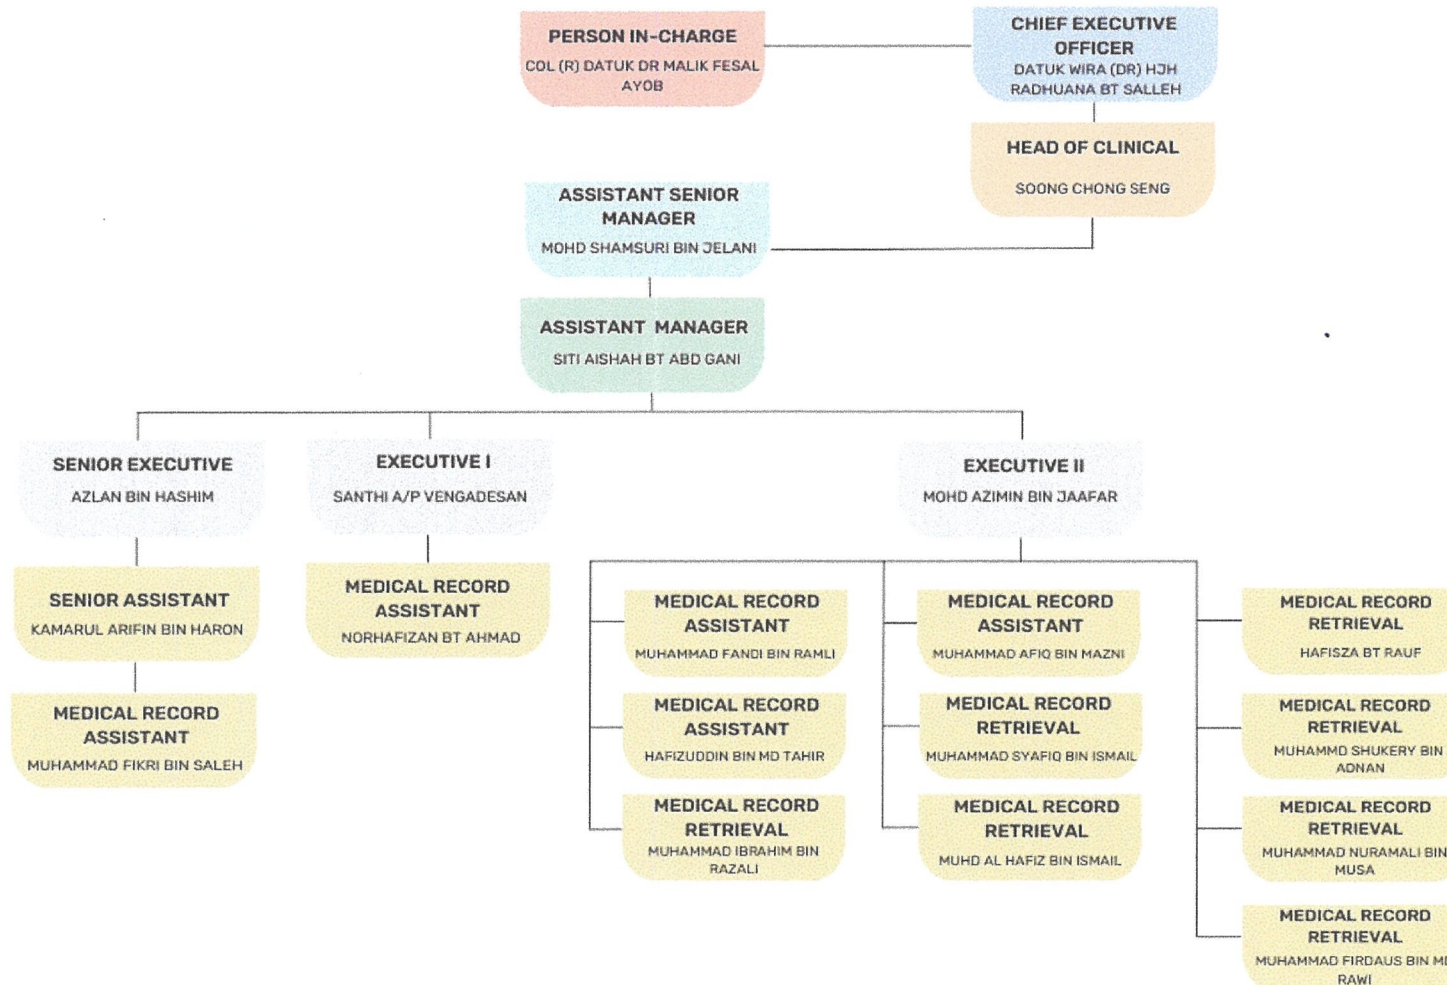 PERSON IN-CHARGE
COL (R) DATUK DR MALIK FESAL
AYOB
CHIEF EXECUTIVE
OFFICER
DATUK WIRA (DR) HJH
RADHUANA BT SALLEH
HEAD OF CLINICAL
SOONG CHONG SENG
ASSISTANT SENIOR
MANAGER
MOHD SHAMSURI BIN JELANI
ASSISTANT MANAGER
SITI AISHAH BT ABD GANI
SENIOR EXECUTIVE
AZLAN BIN HASHIM
EXECUTIVE I
SANTHI A/P VENGADESAN
EXECUTIVE II
MOHD AZIMIN BIN JAAFAR
SENIOR ASSISTANT
KAMARUL ARIFIN BIN HARON
MEDICAL RECORD
ASSISTANT
MUHAMMAD FIKRI BIN SALEH
MEDICAL RECORD
ASSISTANT
NORHAFIZAN BT AHMAD
MEDICAL RECORD
ASSISTANT
MUHAMMAD FANDI BIN RAMLI
MEDICAL RECORD
ASSISTANT
HAFIZUDDIN BIN MD TAHIR
MEDICAL RECORD
RETRIEVAL
MUHAMMAD IBRAHIM BIN
RAZALI
MEDICAL RECORD
ASSISTANT
MUHAMMAD AFIQ BIN MAZNI
MEDICAL RECORD
RETRIEVAL
MUHAMMAD SYAFIQ BIN ISMAIL
MEDICAL RECORD
RETRIEVAL
MUHD AL HAFIZ BIN ISMAIL
MEDICAL RECORD
RETRIEVAL
HAFISZA BT RAUF
MEDICAL RECORD
RETRIEVAL
MUHAMMD SHUKERY BIN
ADNAN
MEDICAL RECORD
RETRIEVAL
MUHAMMAD NURAMALI BIN
MUSA
MEDICAL RECORD
RETRIEVAL
MUHAMMAD FIRDAUS BIN MD
RAWI